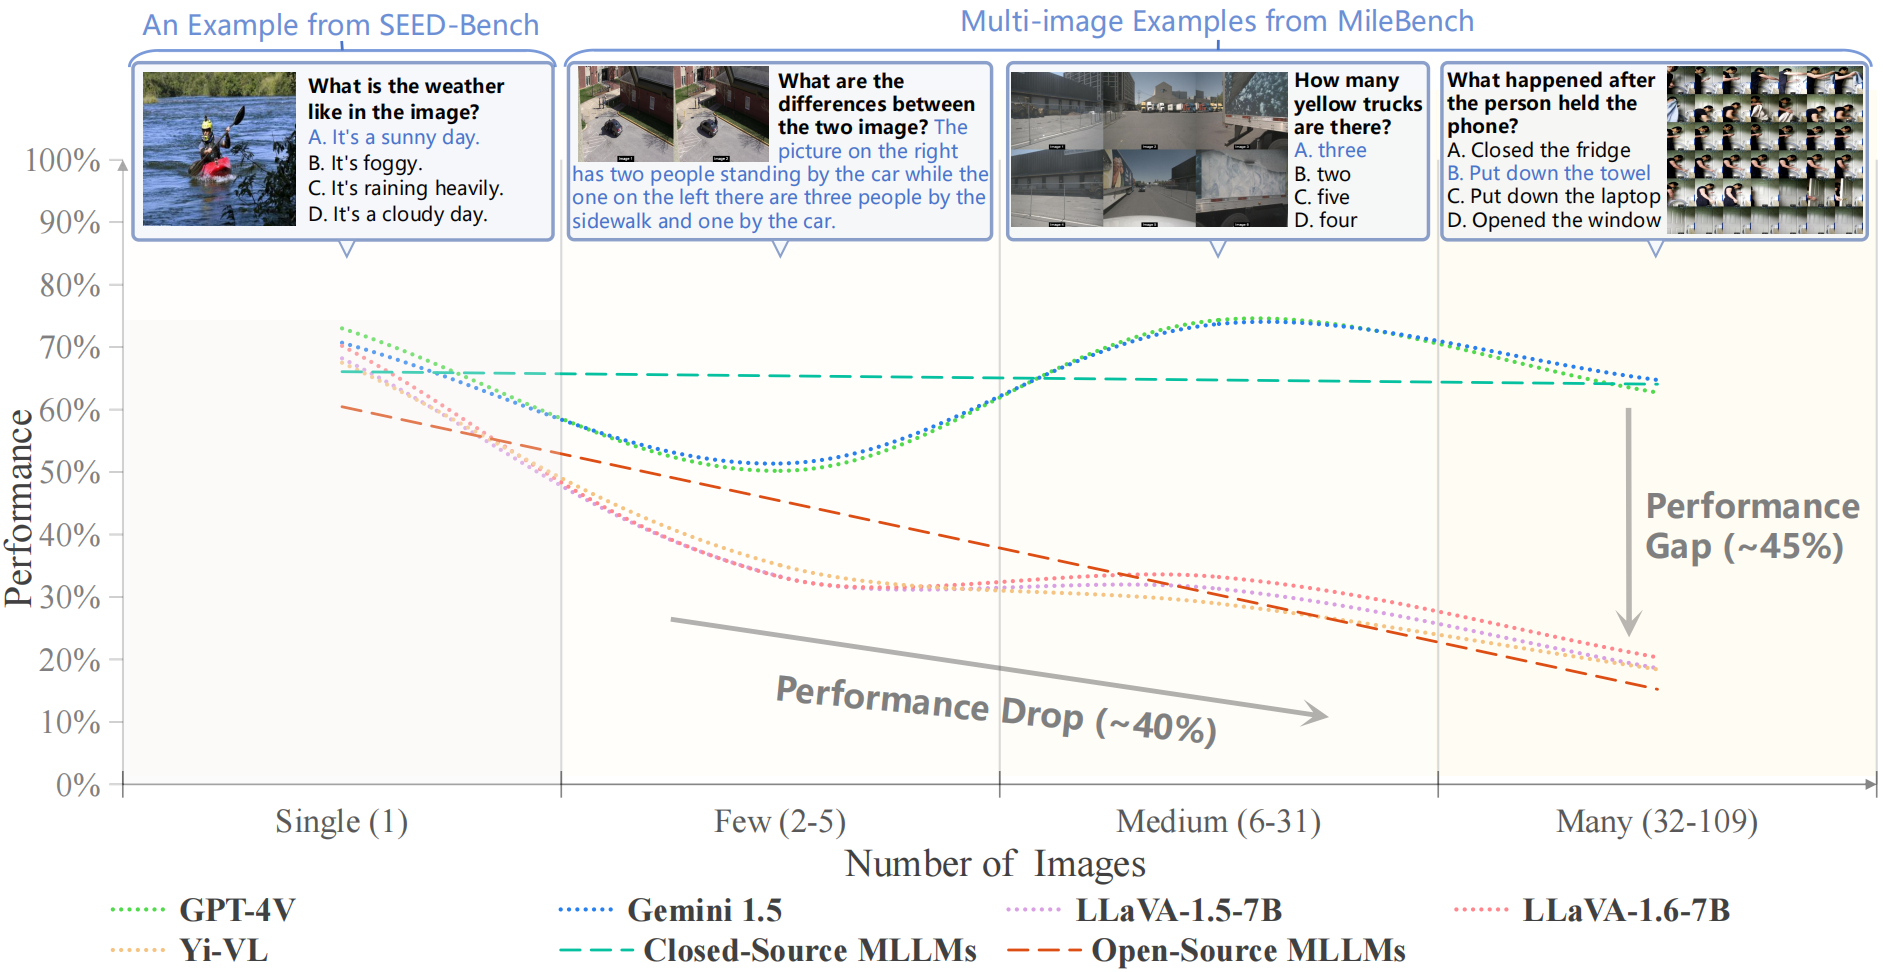 An Example from SEED-Bench
Multi-image Examples from MileBench
What is the weather
like in the image?
A. It's a sunny day.
B. It's foggy.
C. It's raining heavily.
D. It's a cloudy day.
What are the
differences between
the two image? The
picture on the right
has two people standing by the car while the
one on the left there are three people by the
sidewalk and one by the car.
How many
yellow trucks
are there?
A. three
B. two
C. five
D. four
What happened after
the person held the
phone?
A. Closed the fridge
B. Put down the towel
C. Put down the laptop
D. Opened the window
100%
90%
80%
70%
60%
50%
40%
30%
20%
10%
0%
Performance
Performance
Gap (~45%)
Performance Drop (~40%)
Single (1)
Few (2-5)
Medium (6-31)
Many (32-109)
Number of Images
GPT-4V
Gemini 1.5
LLaVA-1.5-7B
LLaVA-1.6-7B
Yi-VL
Closed-Source MLLMs
Open-Source MLLMs